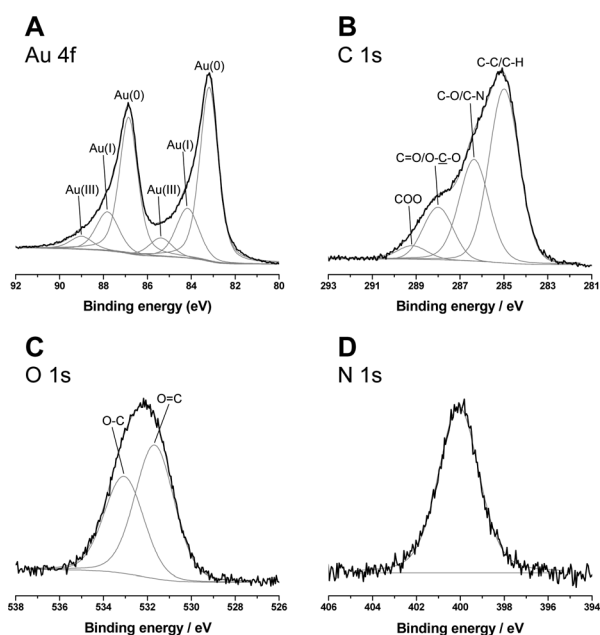 A
Au 4f
Au(0)
Au(0)
Au(I)
Au(I)
Au(III)
Au(III)
92 90 88 86 84 82 80
Binding energy (eV)
B
C 1s
C-C/C-H
C-O/C-N
C=O/O-C-O
COO
293 291 289 287 285 283 281
Binding energy / eV
C
O 1s
O=C
O-C
538 536 534 532 530 528 526
Binding energy / eV
D
N 1s
406 404 402 400 398 396 394
Binding energy / eV